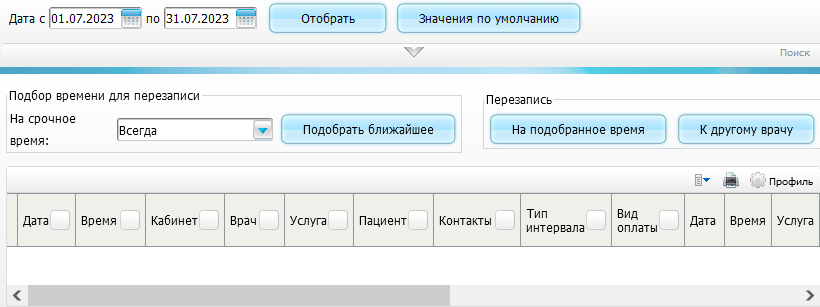 Дата с 01.07.2023 по 31.07.2023 Отобрать Значения по умолчанию
Поиск
Подбор времени для перезаписи
На срочное время: Всегда Подобрать ближайшее
Перезапись
На подобранное время К другому врачу
Профиль
Дата Время Кабинет Врач Услуга Пациент Контакты Тип интервала Вид оплаты Дата Время Услуга